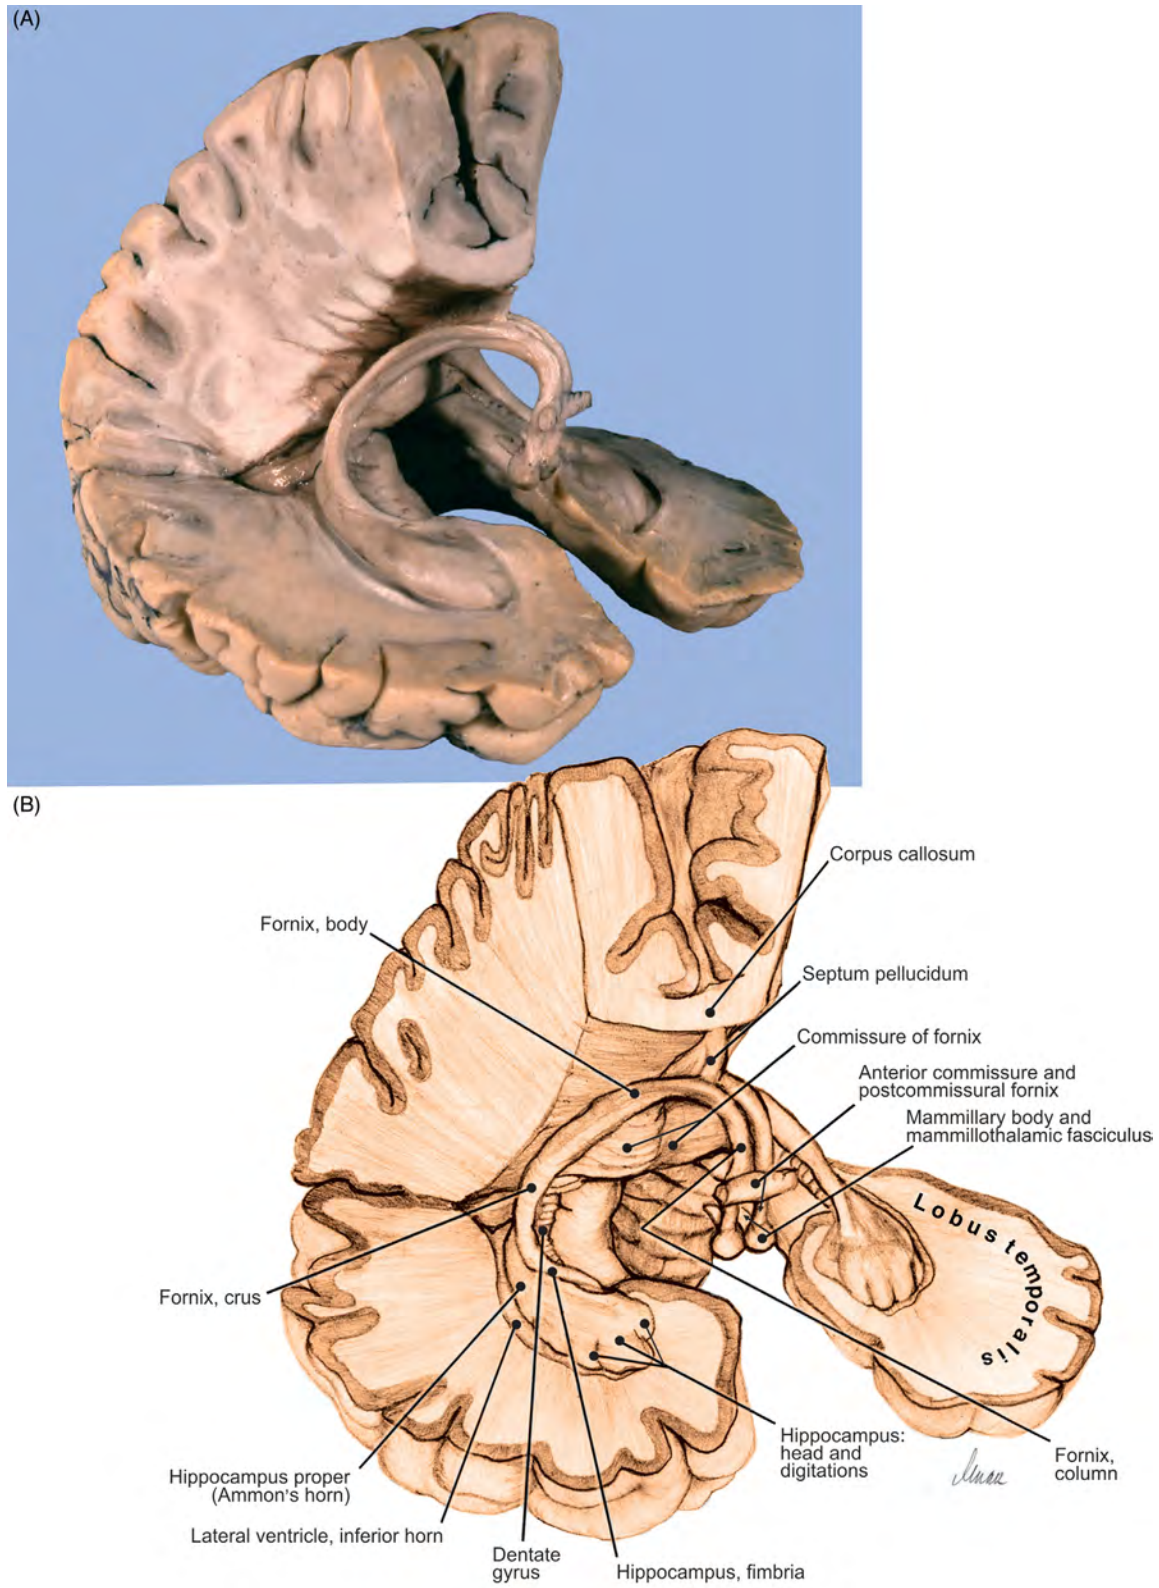 (A)
(B)
Corpus callosum
Fornix, body
Septum pellucidum
Commissure of fornix
Anterior commissure and
postcommissural fornix
Mammillary body and
mammillothalamic fasciculus
Lobus temporalis
Fornix, crus
Hippocampus:
head and
digitations
Fornix,
column
Hippocampus proper
(Ammon's horn)
Lateral ventricle, inferior horn
Dentate
gyrus
Hippocampus, fimbria